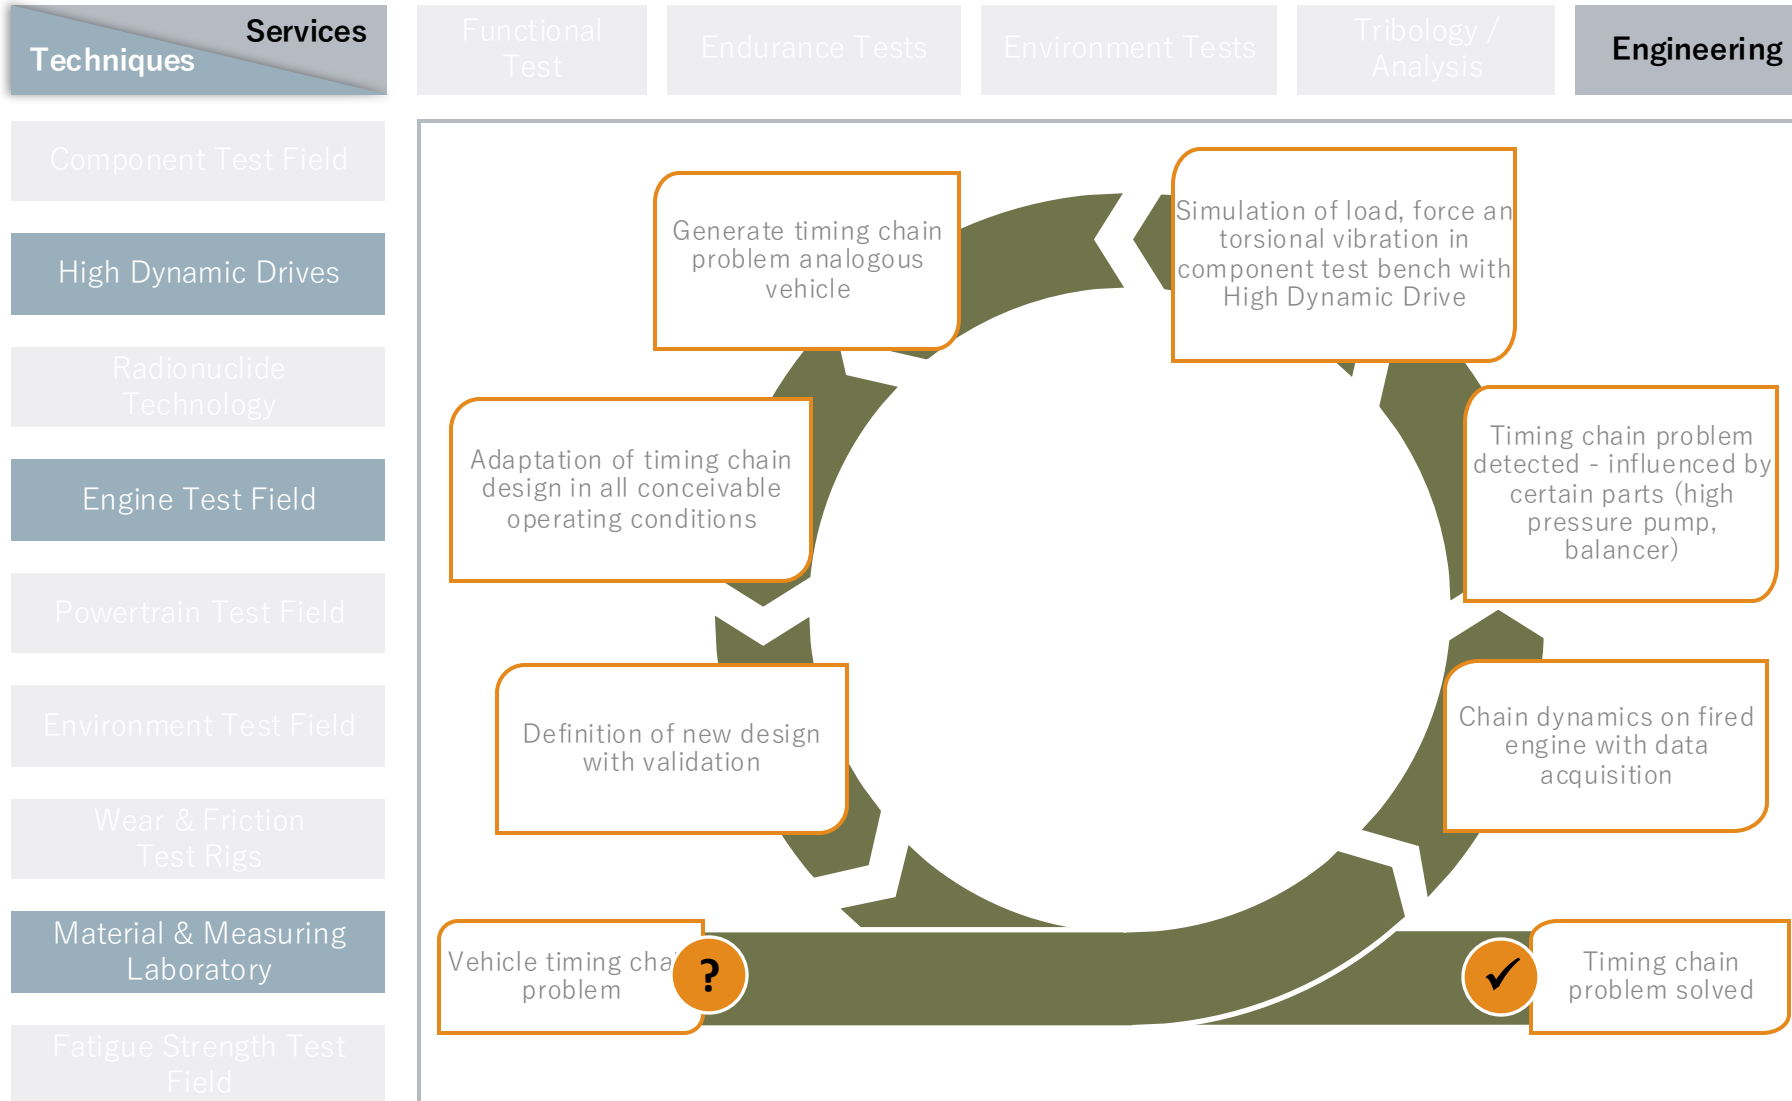 Services
Techniques
Functional
Test
Endurance Tests
Environment Tests
Tribology /
Analysis
Engineering
Component Test Field
High Dynamic Drives
Radionuclide
Technology
Engine Test Field
Powertrain Test Field
Environment Test Field
Wear & Friction
Test Rigs
Material & Measuring
Laboratory
Fatigue Strength Test
Field
Generate timing chain
problem analogous
vehicle
Simulation of load, force an
torsional vibration in
component test bench with
High Dynamic Drive
Adaptation of timing chain
design in all conceivable
operating conditions
Timing chain problem
detected - influenced by
certain parts (high
pressure pump,
balancer)
Definition of new design
with validation
Chain dynamics on fired
engine with data
acquisition
Vehicle timing cha
problem
?
✓
Timing chain
problem solved